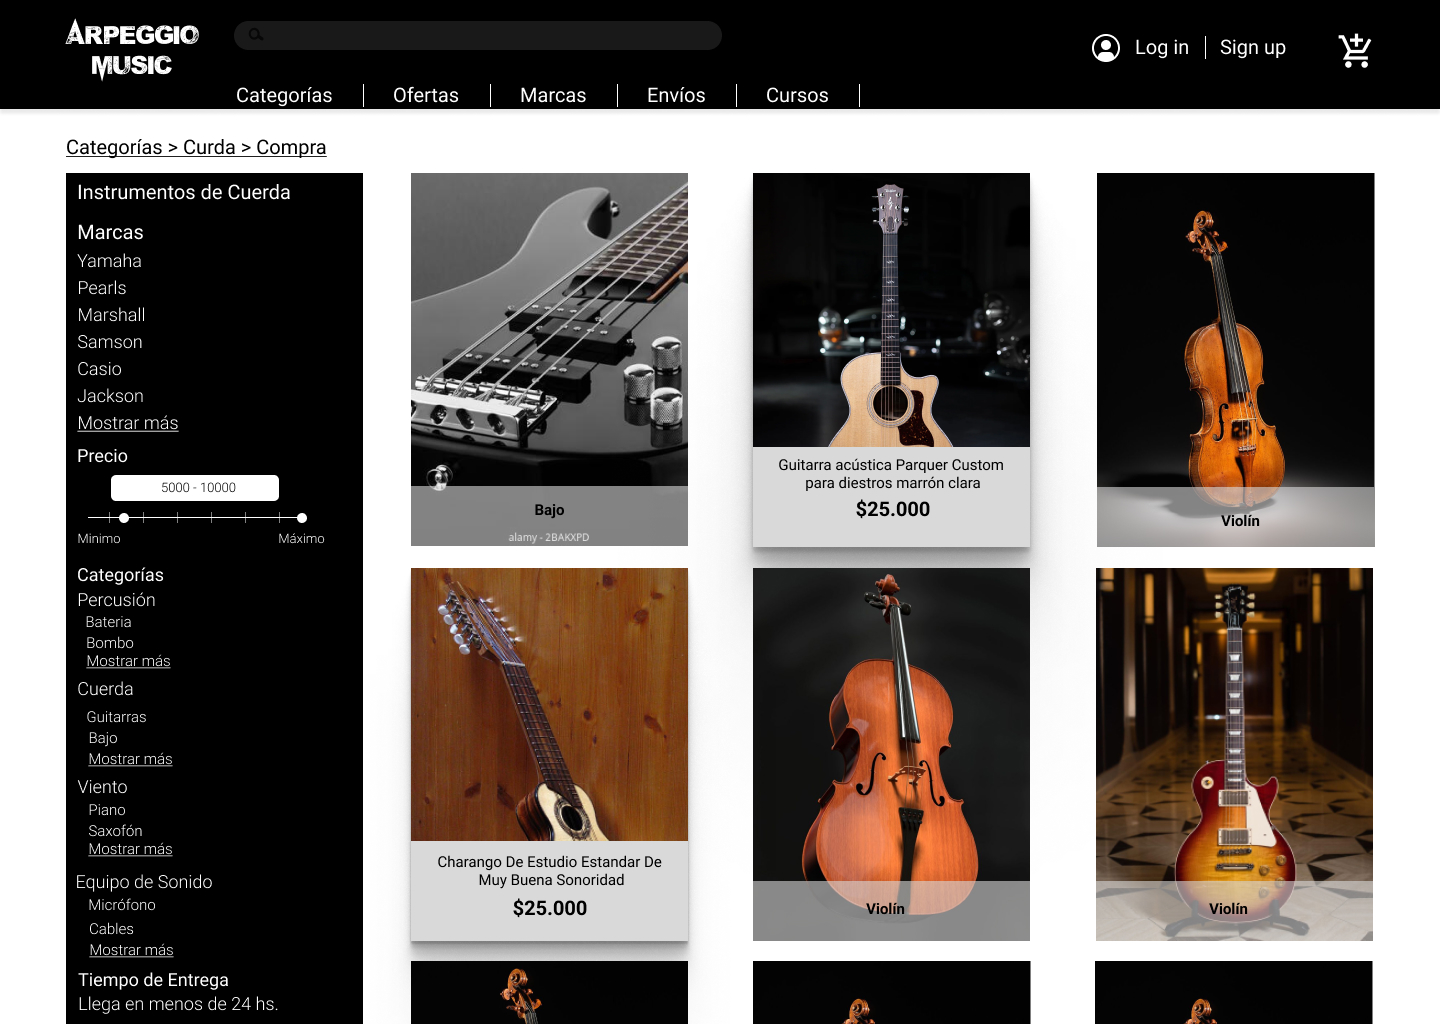 ARPEGGIO
MUSIC
Log in
Sign up
Categorías
Ofertas
Marcas
Envíos
Cursos
Categorías > Curda > Compra
Instrumentos de Cuerda
Marcas
Yamaha
Pearls
Marshall
Samson
Casio
Jackson
Mostrar más
Precio
5000 - 10000
Minimo
Máximo
Categorías
Percusión
Bateria
Bombo
Mostrar más
Cuerda
Guitarras
Bajo
Mostrar más
Viento
Piano
Saxofón
Mostrar más
Equipo de Sonido
Micrófono
Cables
Mostrar más
Tiempo de Entrega
Llega en menos de 24 hs.
Bajo
alamy - 2BAKXPD
Guitarra acústica Parquer Custom
para diestros marrón clara
$25.000
Violín
Charango De Estudio Estandar De
Muy Buena Sonoridad
$25.000
Violín
Violín